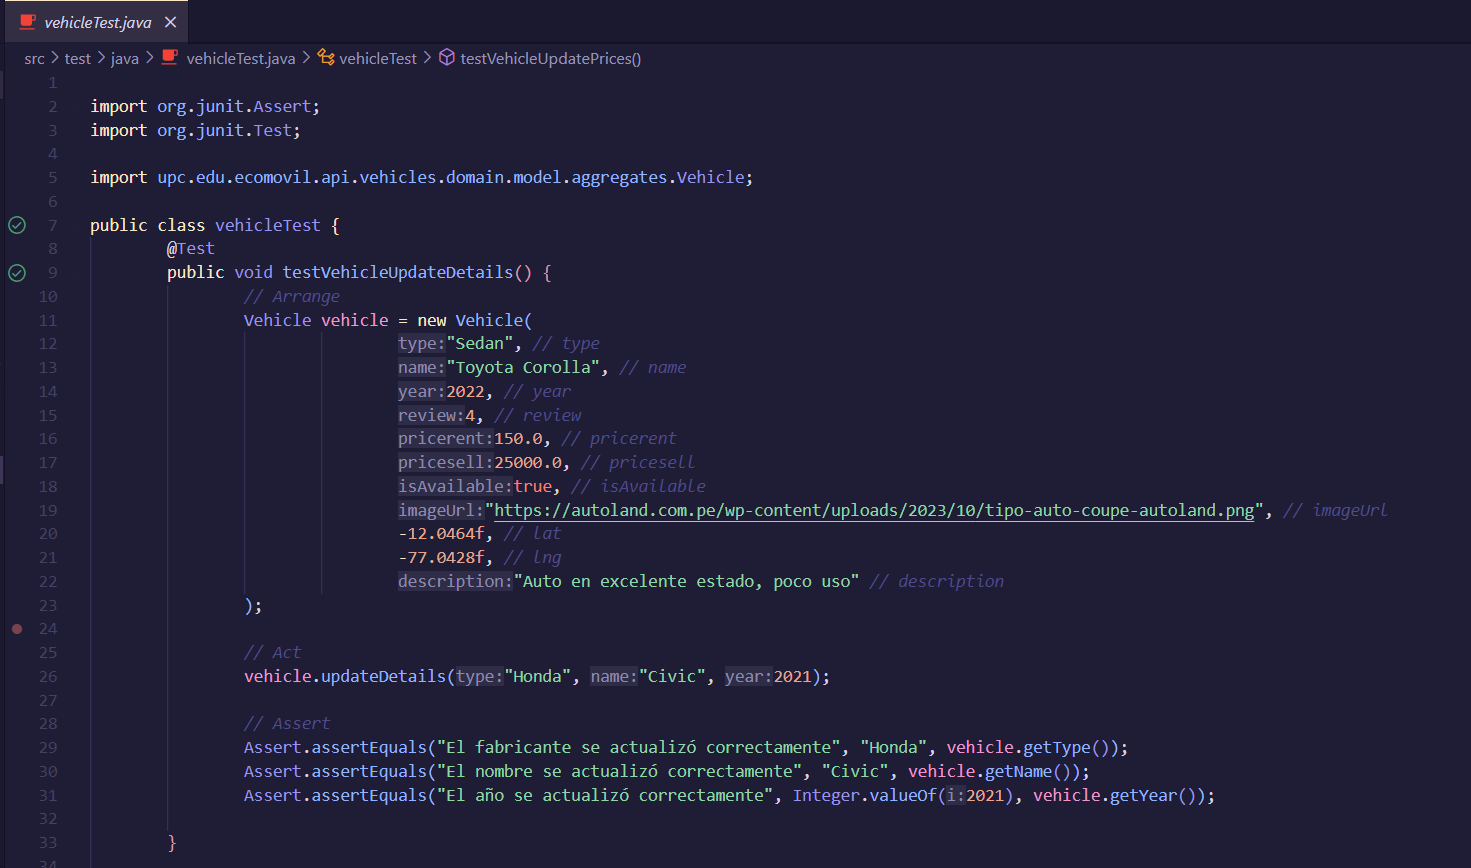 vehicleTest.java
src > test > java > vehicleTest.java > vehicleTest > testVehicleUpdatePrices()
1
2 import org.junit.Assert;
3 import org.junit.Test;
4
5 import upc.edu.ecomovil.api.vehicles.domain.model.aggregates.Vehicle;
6
7 public class vehicleTest {
8 @Test
9 public void testVehicleUpdateDetails() {
10 // Arrange
11 Vehicle vehicle = new Vehicle(
12 type:"Sedan", // type
13 name:"Toyota Corolla", // name
14 year:2022, // year
15 review:4, // review
16 pricerent:150.0, // pricerent
17 pricesell:25000.0, // pricesell
18 isAvailable:true, // isAvailable
19 imageUrl:"https://autoland.com.pe/wp-content/uploads/2023/10/tipo-auto-coupe-autoland.png", // imageUrl
20 -12.0464f, // lat
21 -77.0428f, // lng
22 description:"Auto en excelente estado, poco uso" // description
23 );
24
25 // Act
26 vehicle.updateDetails(type:"Honda", name:"Civic", year:2021);
27
28 // Assert
29 Assert.assertEquals("El fabricante se actualizó correctamente", "Honda", vehicle.getType());
30 Assert.assertEquals("El nombre se actualizó correctamente", "Civic", vehicle.getName());
31 Assert.assertEquals("El año se actualizó correctamente", Integer.valueOf(i:2021), vehicle.getYear());
32
33 }
34